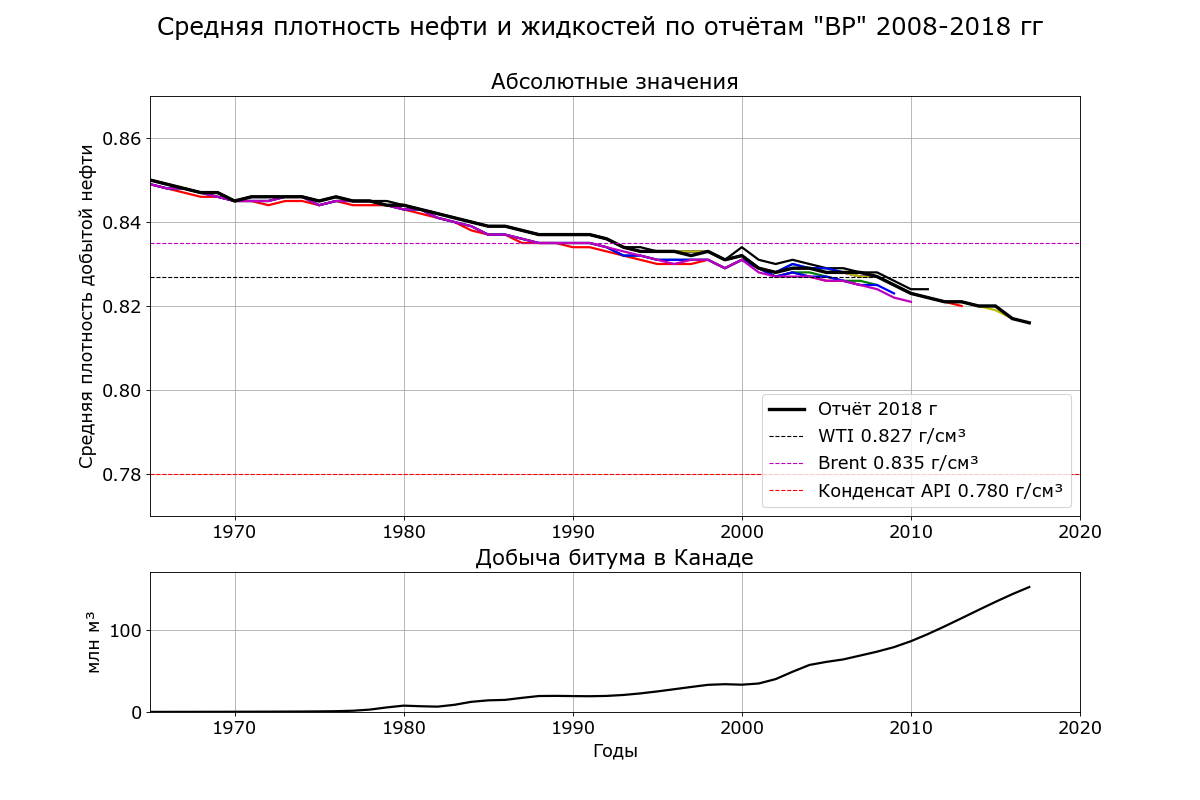 Средняя плотность нефти и жидкостей по отчётам "BP" 2008-2018 гг
Абсолютные значения
Средняя плотность добытой нефти
0.86
0.84
0.82
0.80
0.78
Отчёт 2018 г
WTI 0.827 г/см³
Brent 0.835 г/см³
Конденсат API 0.780 г/см³
1970
1980
1990
2000
2010
2020
Добыча битума в Канаде
млн м³
100
0
1970
1980
1990
2000
2010
2020
Годы